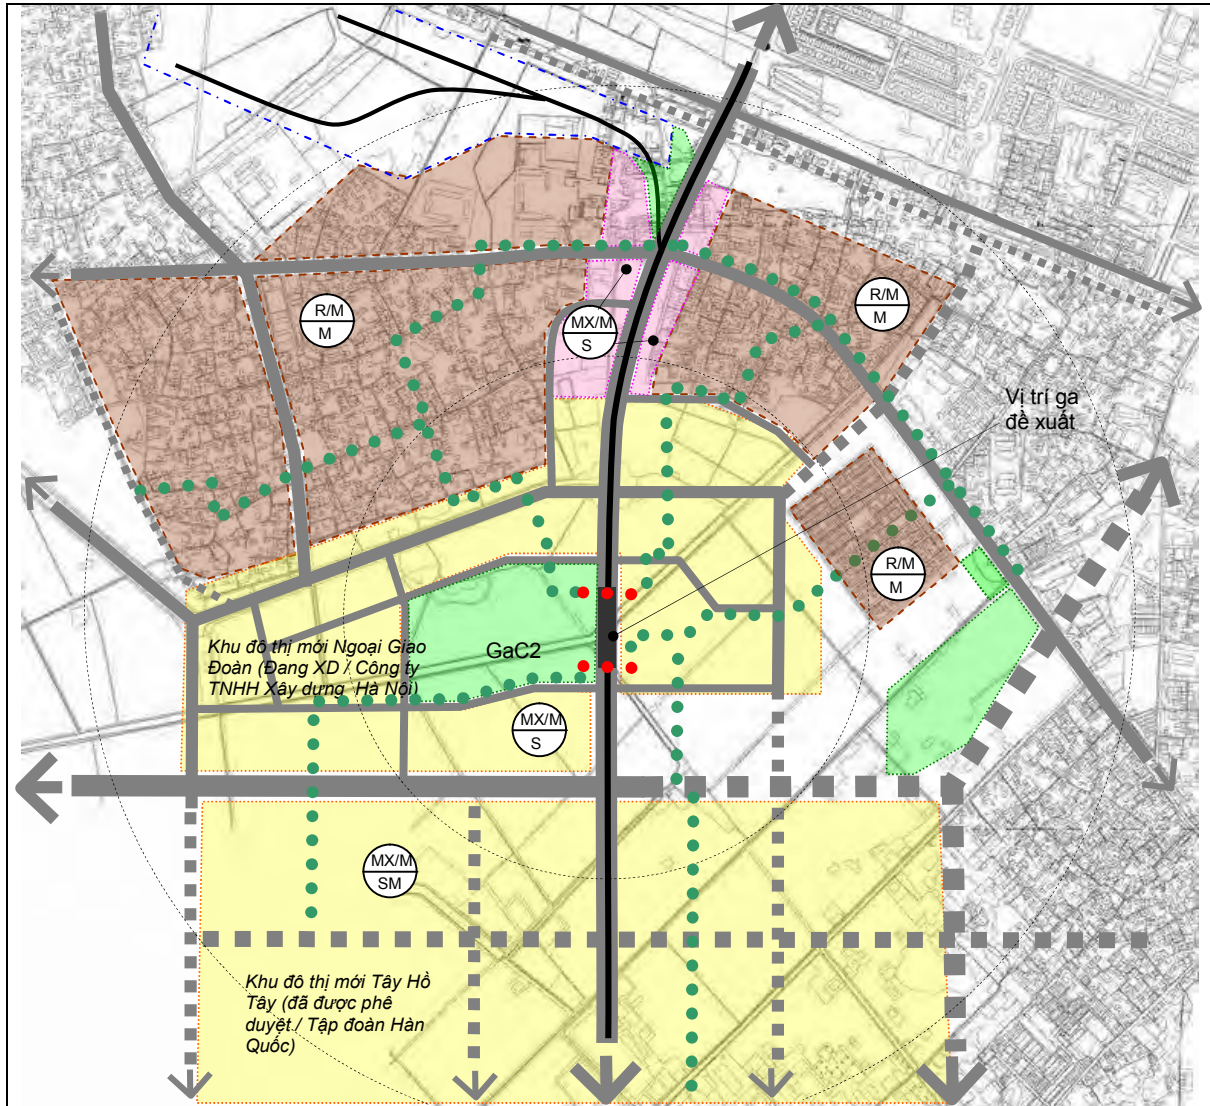 R/M
M
R/M
M
MX/M
S
Vị trí ga
đề xuất
R/M
M
Khu đô thị mới Ngoại Giao
Đoàn (Đang XD / Công ty
TNHH Xây dựng Hà Nội)
GaC2
MX/M
S
MX/M
SM
Khu đô thị mới Tây Hồ
Tây (đã được phê
duyệt / Tập đoàn Hàn
Quốc)